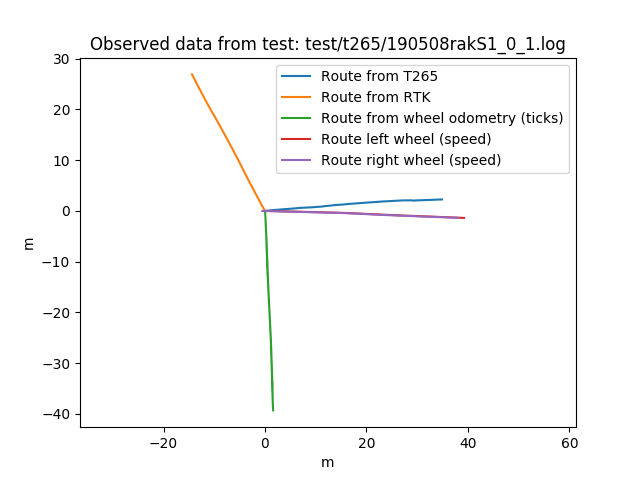 Observed data from test: test/t265/190508rakS1_0_1.log
Route from T265
Route from RTK
Route from wheel odometry (ticks)
Route left wheel (speed)
Route right wheel (speed)
30
20
10
0
−10
−20
−30
−40
m
−20
0
20
40
60
m